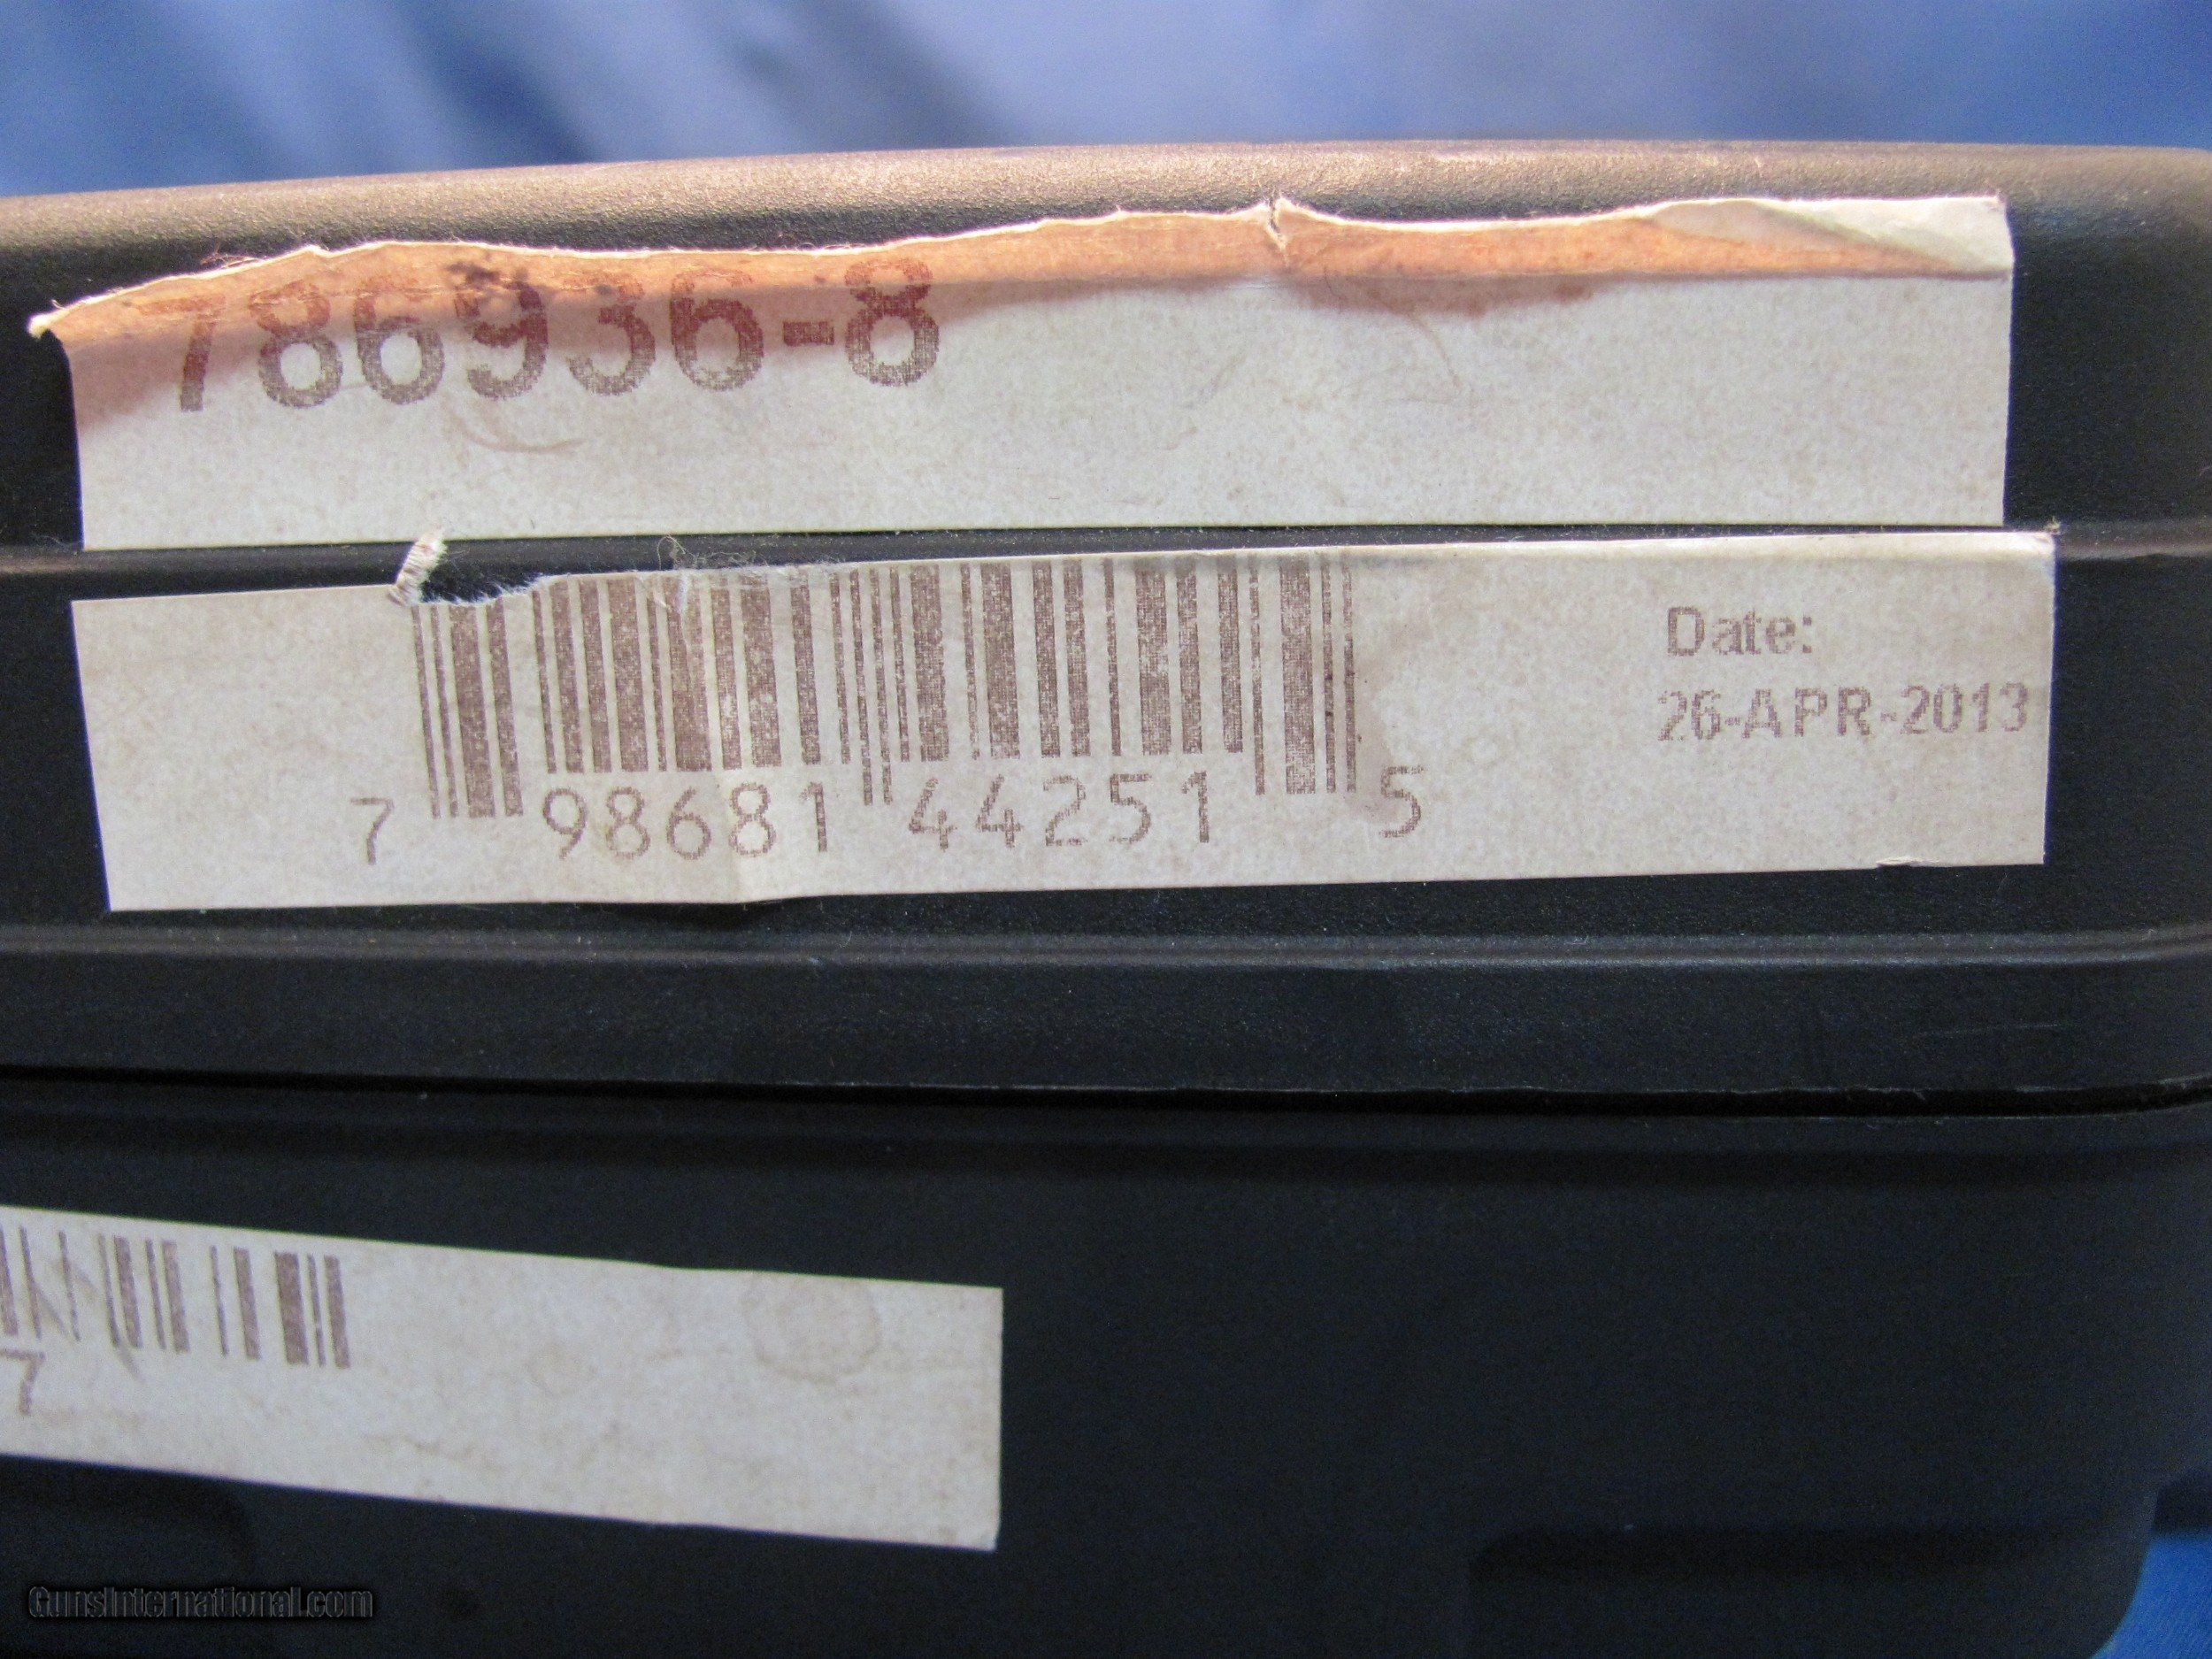 786936-8
Date:
26-APR-2013
7 98681 44251 5
7
GunsInternational.com